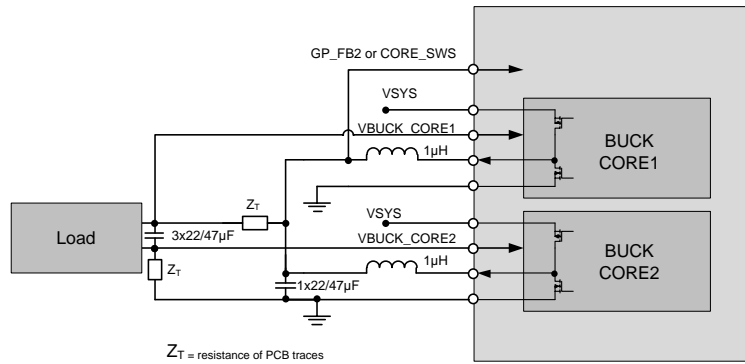 GP_FB2 or CORE_SWS
VSYS
VBUCK_CORE1
1µH
BUCK
CORE1
ZT
Load
3x22/47µF
VSYS
VBUCK_CORE2
BUCK
CORE2
1µH
ZT
1x22/47µF
ZT = resistance of PCB traces